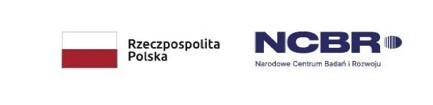 Rzeczpospolita
Polska
NCBR
Narodowe Centrum Badań i Rozwoju